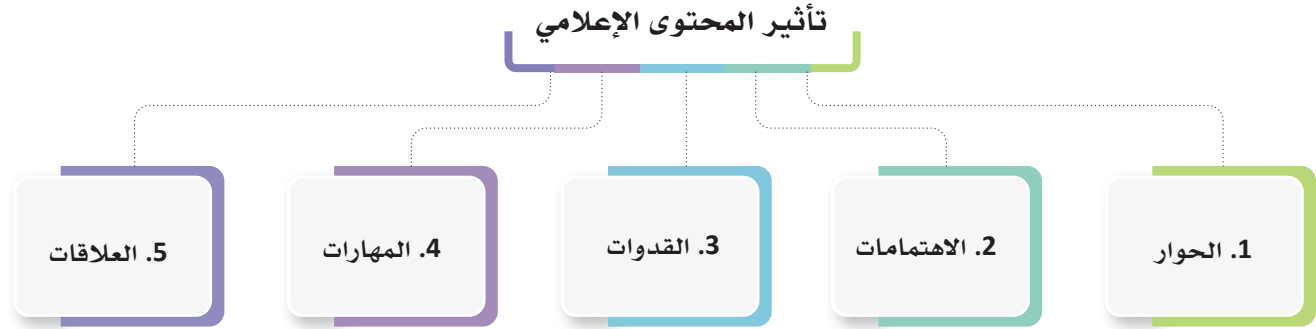 تأثير المحتوى الإعلامي
1. الحوار
2. الاهتمامات
3. القدوات
4. المهارات
5. العلاقات